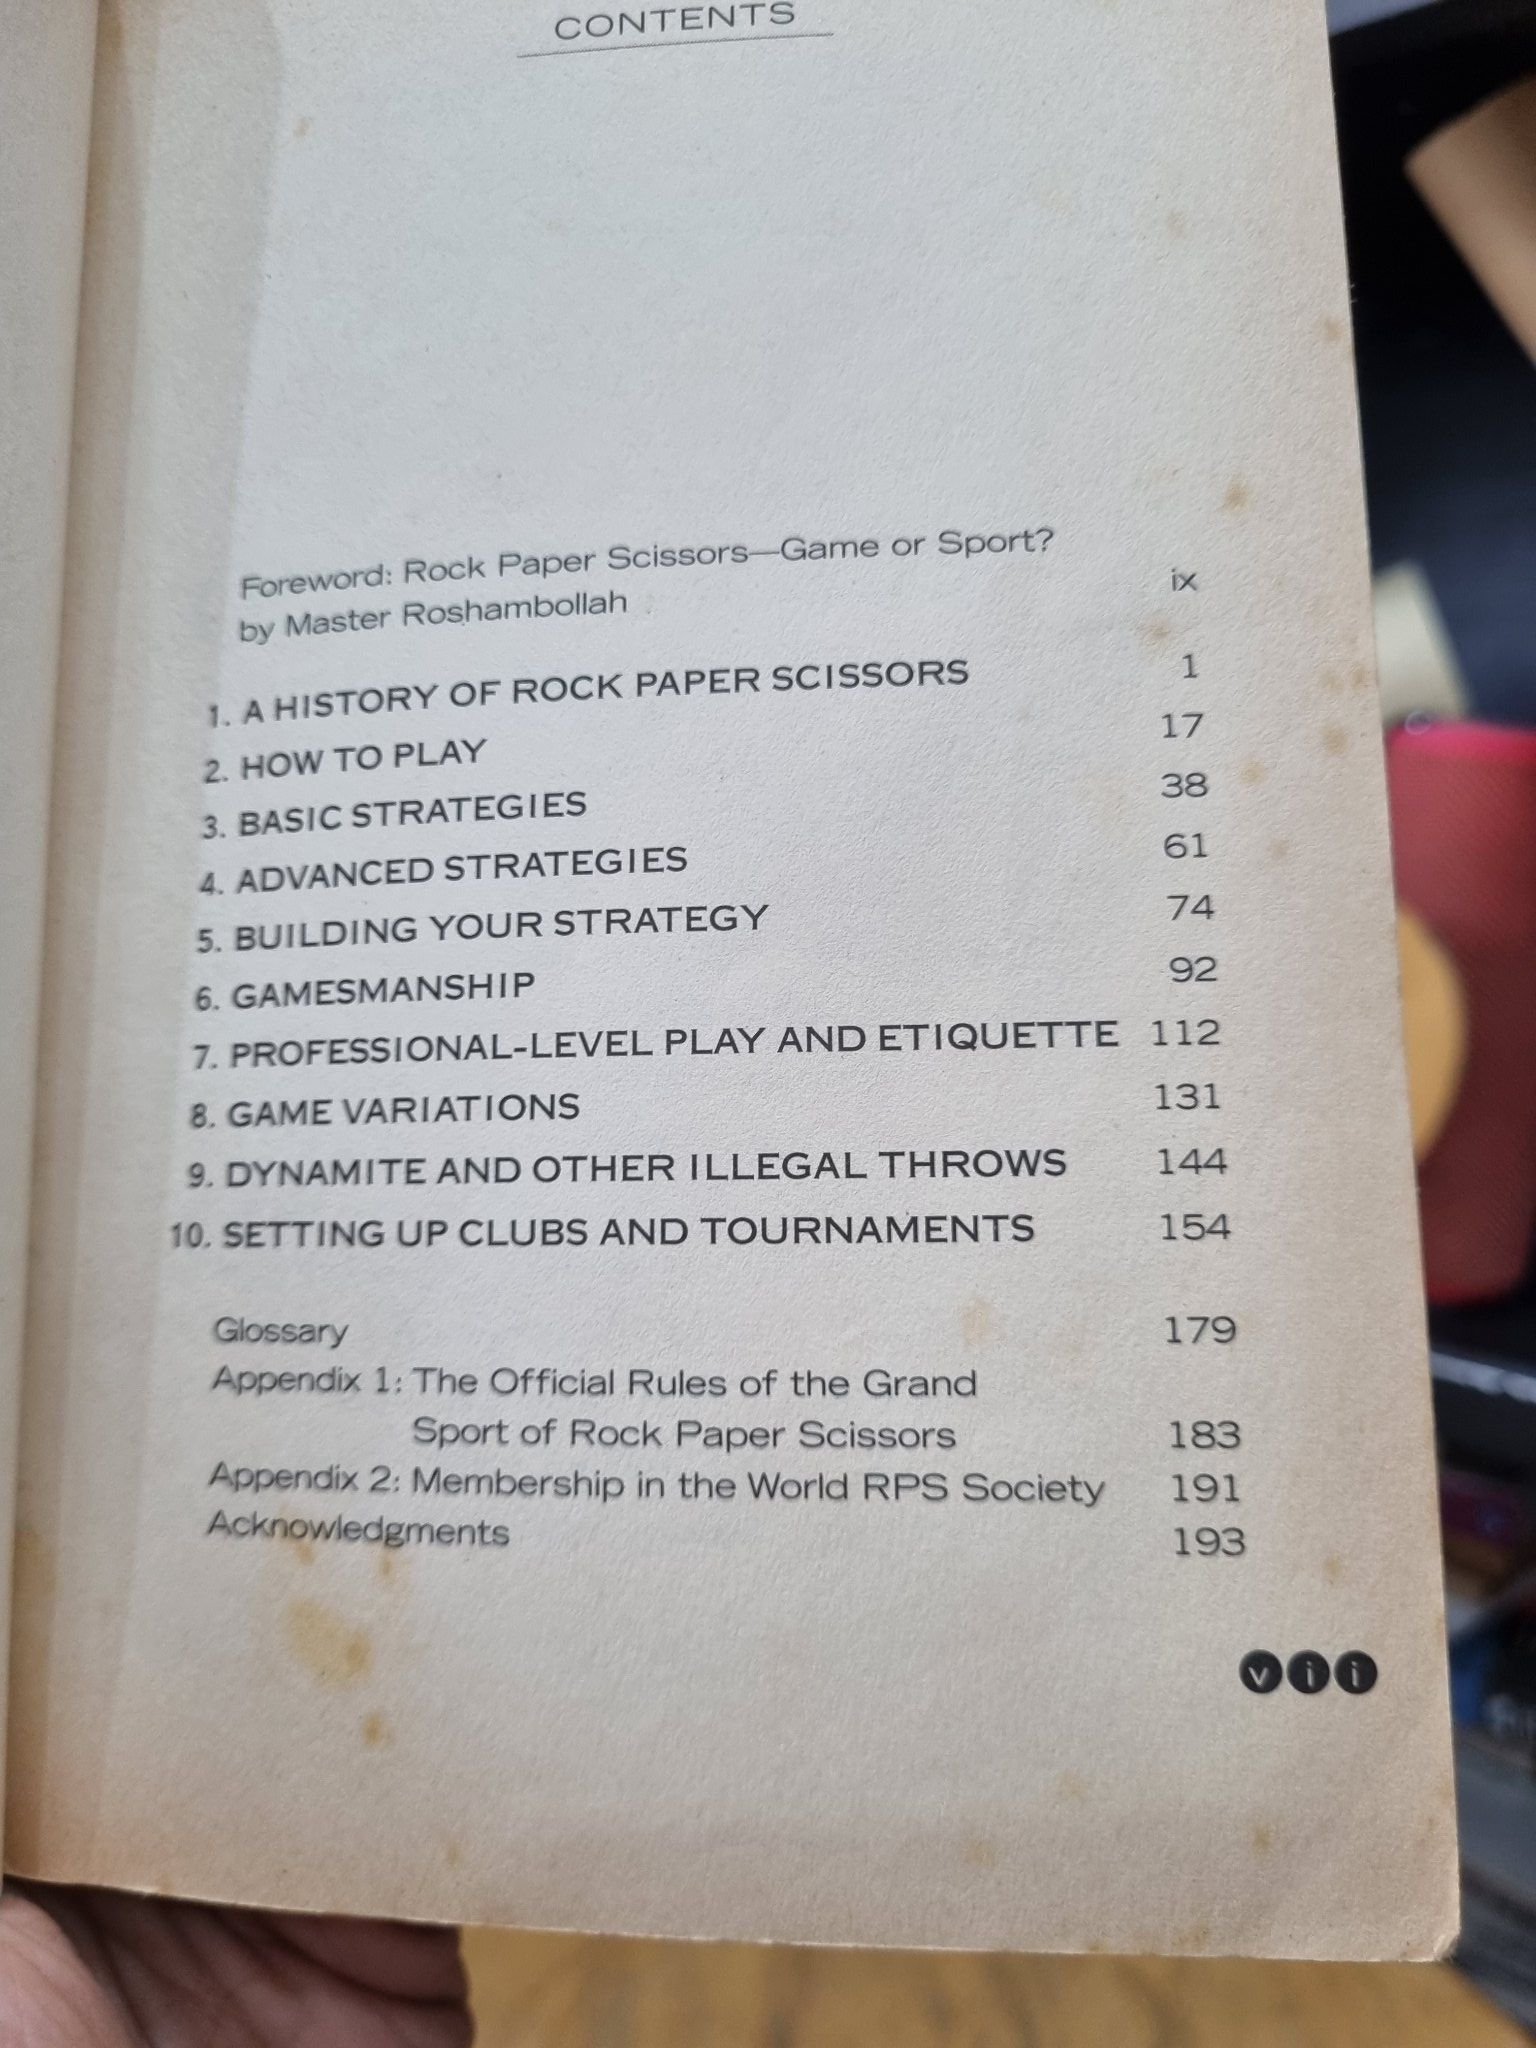 CONTENTS
Foreword: Rock Paper Scissors—Game or Sport?
by Master Roshambollah ix
1. A HISTORY OF ROCK PAPER SCISSORS 1
2. HOW TO PLAY 17
3. BASIC STRATEGIES 38
4. ADVANCED STRATEGIES 61
5. BUILDING YOUR STRATEGY 74
6. GAMESMANSHIP 92
7. PROFESSIONAL-LEVEL PLAY AND ETIQUETTE 112
8. GAME VARIATIONS 131
9. DYNAMITE AND OTHER ILLEGAL THROWS 144
10. SETTING UP CLUBS AND TOURNAMENTS 154
Glossary 179
Appendix 1: The Official Rules of the Grand
Sport of Rock Paper Scissors 183
Appendix 2: Membership in the World RPS Society 191
Acknowledgments 193
vii